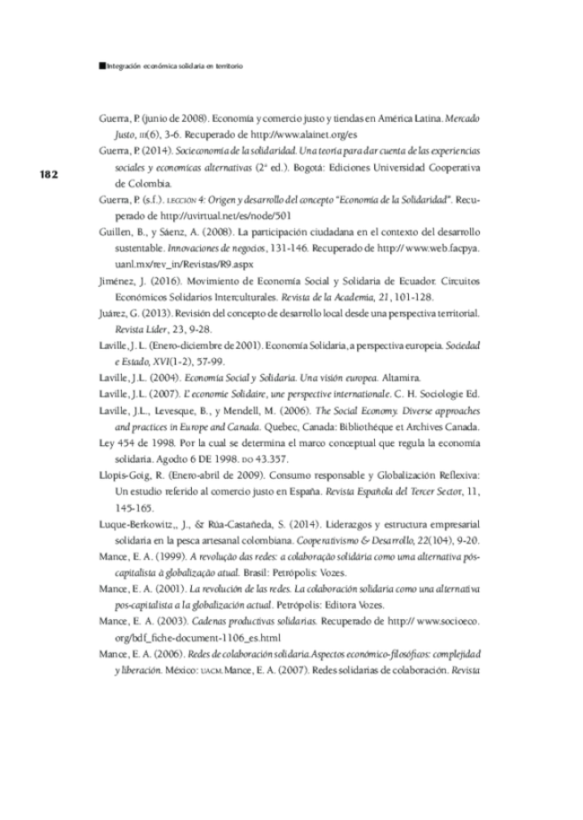 Integración económica solidaria en territorio
Guerra, P. (junio de 2008). Economía y comercio justo y tiendas en América Latina. Mercado
Justo, III(6), 3-6. Recuperado de http://www.alainet.org/es
Guerra, P. (2014). Socieconomía de la solidaridad. Una teoría para dar cuenta de las experiencias
182
sociales y economicas alternativas (2ª ed.). Bogotá: Ediciones Universidad Cooperativa
de Colombia.
Guerra, P. (s.f.). LECCIÓN 4: Origen y desarrollo del concepto "Economía de la Solidaridad". Recu-
perado de http://uvirtual.net/es/node/501
Guillen, B., y Sáenz, A. (2008). La participación ciudadana en el contexto del desarrollo
sustentable. Innovaciones de negocios, 131-146. Recuperado de http:// www.web.facpya.
uanl.mx/rev_in/Revistas/R9.aspx
Jiménez, J. (2016). Movimiento de Economía Social y Solidaria de Ecuador. Circuitos
Económicos Solidarios Interculturales. Revista de la Academia, 21, 101-128.
Juárez, G. (2013). Revisión del concepto de desarrollo local desde una perspectiva territorial.
Revista Líder, 23, 9-28.
Laville, J. L. (Enero-diciembre de 2001). Economía Solidaria, a perspectiva europeia. Sociedad
e Estado, XVI(1-2), 57-99.
Laville, J.L. (2004). Economía Social y Solidaria. Una visión europea. Altamira.
Laville, J.L. (2007). L' economie Solidaire, une perspective internationale. C. H. Sociologie Ed.
Laville, J.L., Levesque, B., y Mendell, M. (2006). The Social Economy. Diverse approaches
and practices in Europe and Canada. Quebec, Canada: Bibliothéque et Archives Canada.
Ley 454 de 1998. Por la cual se determina el marco conceptual que regula la economía
solidaria. Agodto 6 DE 1998. DO 43.357.
Llopis-Goig, R. (Enero-abril de 2009). Consumo responsable y Globalización Reflexiva:
Un estudio referido al comercio justo en España. Revista Española del Tercer Sector, 11,
145-165.
Luque-Berkowitz,, J., & Rúa-Castañeda, S. (2014). Liderazgos y estructura empresarial
solidaria en la pesca artesanal colombiana. Cooperativismo & Desarrollo, 22(104), 9-20.
Mance, E. A. (1999). A revolução das redes: a colaboração solidária como uma alternativa pós-
capitalista à globalização atual. Brasil: Petrópolis: Vozes.
Mance, E. A. (2001). La revolución de las redes. La colaboración solidaria como una alternativa
pos-capitalista a la globalización actual. Petrópolis: Editora Vozes.
Mance, E. A. (2003). Cadenas productivas solidarias. Recuperado de http:// www.socioeco.
org/bdf_fiche-document-1106_es.html
Mance, E. A. (2006). Redes de colaboración solidaria.Aspectos económico-filosóficos: complejidad
y liberación. México: UACM.Mance, E. A. (2007). Redes solidarias de colaboración. Revista